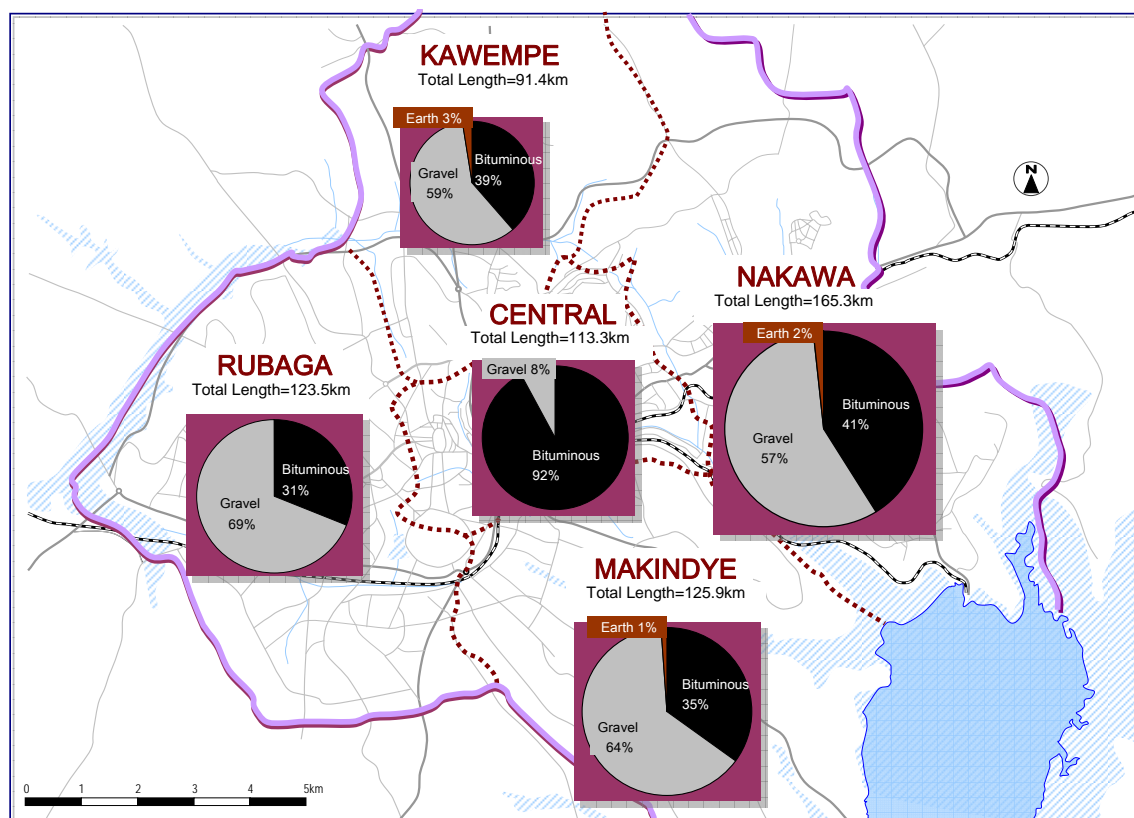 KAWEMPE
Total Length=91.4km
Earth 3%
Bituminous
39%
Gravel
59%
N
NAKAWA
Total Length=165.3km
Earth 2%
Bituminous
41%
Gravel
57%
CENTRAL
Total Length=113.3km
Gravel 8%
Bituminous
92%
RUBAGA
Total Length=123.5km
Bituminous
31%
Gravel
69%
MAKINDYE
Total Length=125.9km
Earth 1%
Bituminous
35%
Gravel
64%
0 1 2 3 4 5km